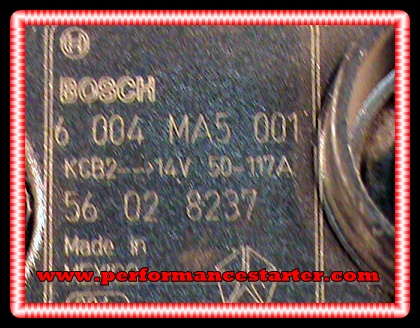 BOSCH
6 004 MA5 001
KCB2-->14V 50-117A
56 02 8237
Made in
www.performancestarter.com